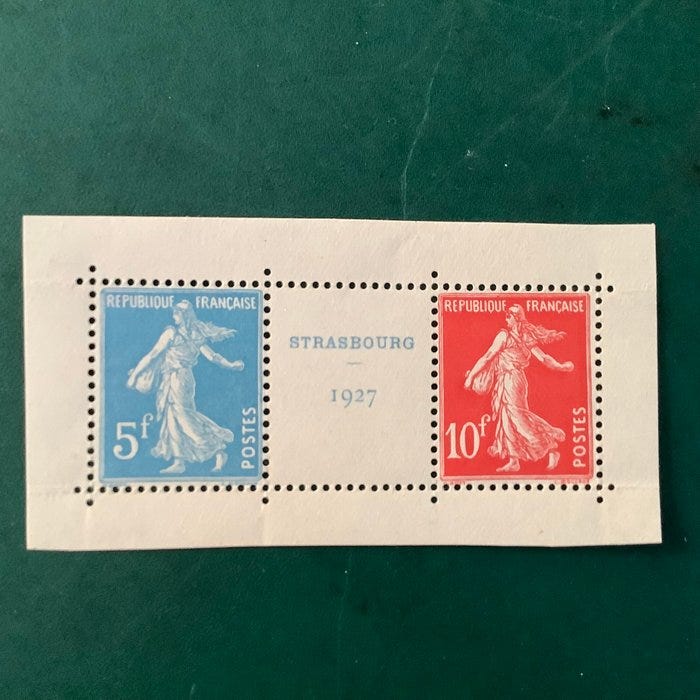 REPUBLIQUE FRANÇAISE
5f
POSTES
STRASBOURG
1927
REPUBLIQUE FRANÇAISE
10f
POSTES